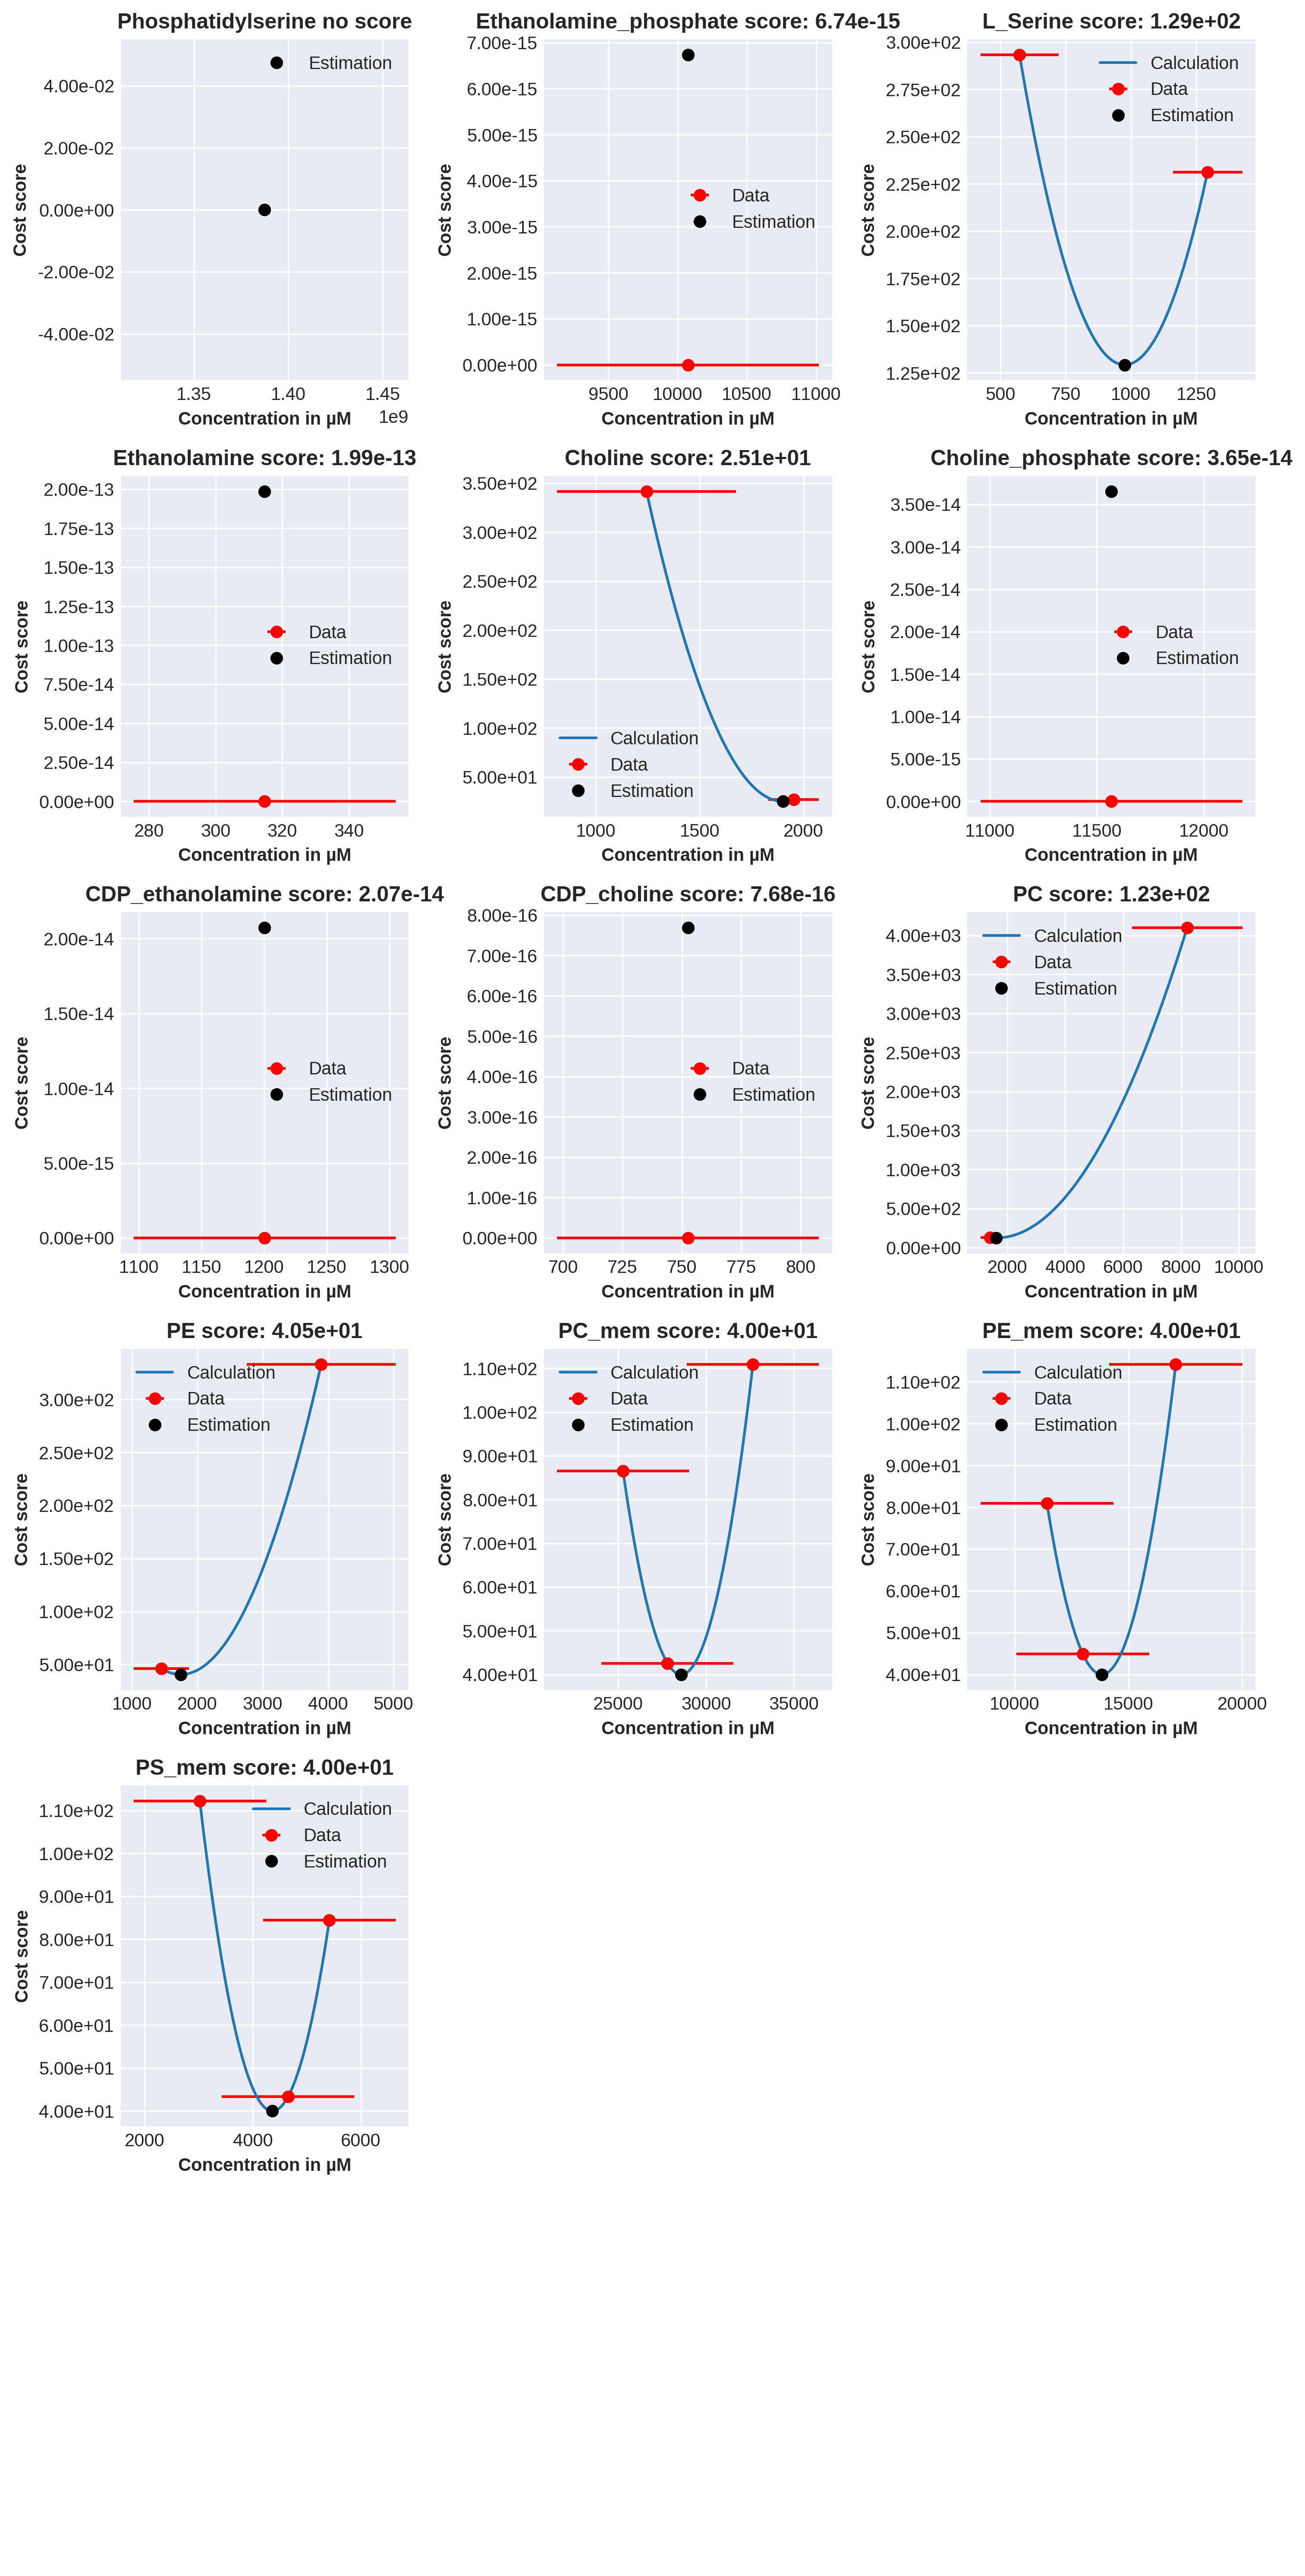 Phosphatidylserine no score
Cost score
4.00e-02
2.00e-02
0.00e+00
-2.00e-02
-4.00e-02
Estimation
1.35
1.40
1.45
1e9
Concentration in µM
Ethanolamine_phosphate score: 6.74e-15
Cost score
7.00e-15
6.00e-15
5.00e-15
4.00e-15
3.00e-15
2.00e-15
1.00e-15
0.00e+00
Data
Estimation
9500
10000
10500
11000
Concentration in µM
L_Serine score: 1.29e+02
Cost score
3.00e+02
2.75e+02
2.50e+02
2.25e+02
2.00e+02
1.75e+02
1.50e+02
1.25e+02
Calculation
Data
Estimation
500
750
1000
1250
Concentration in µM
Ethanolamine score: 1.99e-13
Cost score
2.00e-13
1.75e-13
1.50e-13
1.25e-13
1.00e-13
7.50e-14
5.00e-14
2.50e-14
0.00e+00
Data
Estimation
280
300
320
340
Concentration in µM
Choline score: 2.51e+01
Cost score
3.50e+02
3.00e+02
2.50e+02
2.00e+02
1.50e+02
1.00e+02
5.00e+01
Calculation
Data
Estimation
1000
1500
2000
Concentration in µM
Choline_phosphate score: 3.65e-14
Cost score
3.50e-14
3.00e-14
2.50e-14
2.00e-14
1.50e-14
1.00e-14
5.00e-15
0.00e+00
Data
Estimation
11000
11500
12000
Concentration in µM
CDP_ethanolamine score: 2.07e-14
Cost score
2.00e-14
1.50e-14
1.00e-14
5.00e-15
0.00e+00
Data
Estimation
1100
1150
1200
1250
1300
Concentration in µM
CDP_choline score: 7.68e-16
Cost score
8.00e-16
7.00e-16
6.00e-16
5.00e-16
4.00e-16
3.00e-16
2.00e-16
1.00e-16
0.00e+00
Data
Estimation
700
725
750
775
800
Concentration in µM
PC score: 1.23e+02
Cost score
4.00e+03
3.50e+03
3.00e+03
2.50e+03
2.00e+03
1.50e+03
1.00e+03
5.00e+02
0.00e+00
Calculation
Data
Estimation
2000
4000
6000
8000
10000
Concentration in µM
PE score: 4.05e+01
Cost score
3.00e+02
2.50e+02
2.00e+02
1.50e+02
1.00e+02
5.00e+01
Calculation
Data
Estimation
1000
2000
3000
4000
5000
Concentration in µM
PC_mem score: 4.00e+01
Cost score
1.10e+02
1.00e+02
9.00e+01
8.00e+01
7.00e+01
6.00e+01
5.00e+01
4.00e+01
Calculation
Data
Estimation
25000
30000
35000
Concentration in µM
PE_mem score: 4.00e+01
Cost score
1.10e+02
1.00e+02
9.00e+01
8.00e+01
7.00e+01
6.00e+01
5.00e+01
4.00e+01
Calculation
Data
Estimation
10000
15000
20000
Concentration in µM
PS_mem score: 4.00e+01
Cost score
1.10e+02
1.00e+02
9.00e+01
8.00e+01
7.00e+01
6.00e+01
5.00e+01
4.00e+01
Calculation
Data
Estimation
2000
4000
6000
Concentration in µM